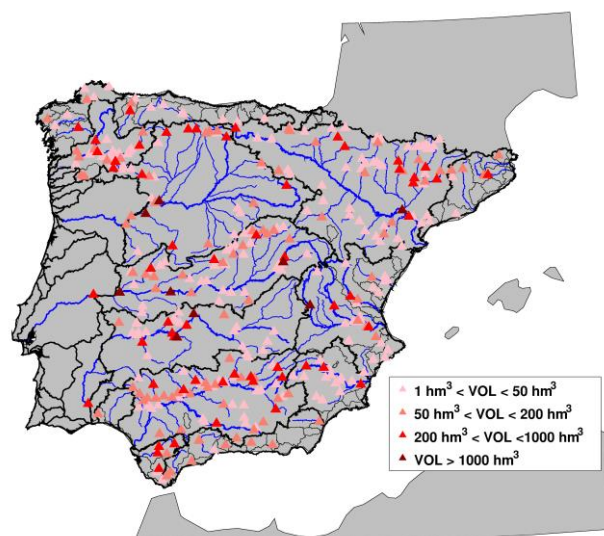 1 hm³ < VOL < 50 hm³
50 hm³ < VOL < 200 hm³
200 hm³ < VOL <1000 hm³
VOL > 1000 hm³